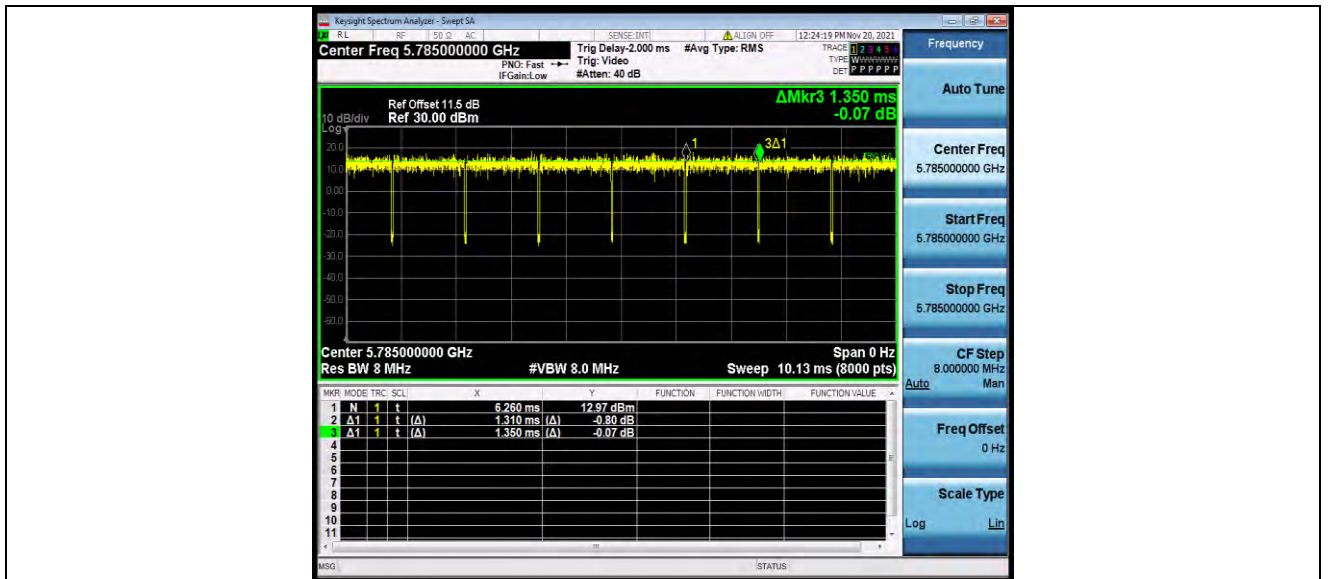 Keysight Spectrum Analyzer - Swept SA
RL RF 50 Ω AC SENSE:INT ALIGN OFF 12:24:19 PM Nov 20, 2021
Center Freq 5.785000000 GHz
Trig Delay-2.000 ms #Avg Type: RMS
TRACE 1 2 3 4 5 6
PNO: Fast Trig: Video
TYPE WWWWWW
IFGain:Low #Atten: 40 dB
DET P P P P P P
Frequency
Auto Tune
Center Freq
5.785000000 GHz
Start Freq
5.785000000 GHz
Stop Freq
5.785000000 GHz
CF Step
8.000000 MHz
Auto Man
Freq Offset
0 Hz
Scale Type
Log Lin
ΔMkr3 1.350 ms
-0.07 dB
Ref Offset 11.5 dB
10 dB/div Ref 30.00 dBm
Log
20.0
10.0
0.00
-10.0
-20.0
-30.0
-40.0
-50.0
-60.0
1
3Δ1
Center 5.785000000 GHz Span 0 Hz
Res BW 8 MHz #VBW 8.0 MHz Sweep 10.13 ms (8000 pts)
MKR MODE TRC SCL X Y FUNCTION FUNCTION WIDTH FUNCTION VALUE
1 N 1 t 6.260 ms 12.97 dBm
2 Δ1 1 t (Δ) 1.310 ms (Δ) -0.80 dB
3 Δ1 1 t (Δ) 1.350 ms (Δ) -0.07 dB
4
5
6
7
8
9
10
11
MSG STATUS